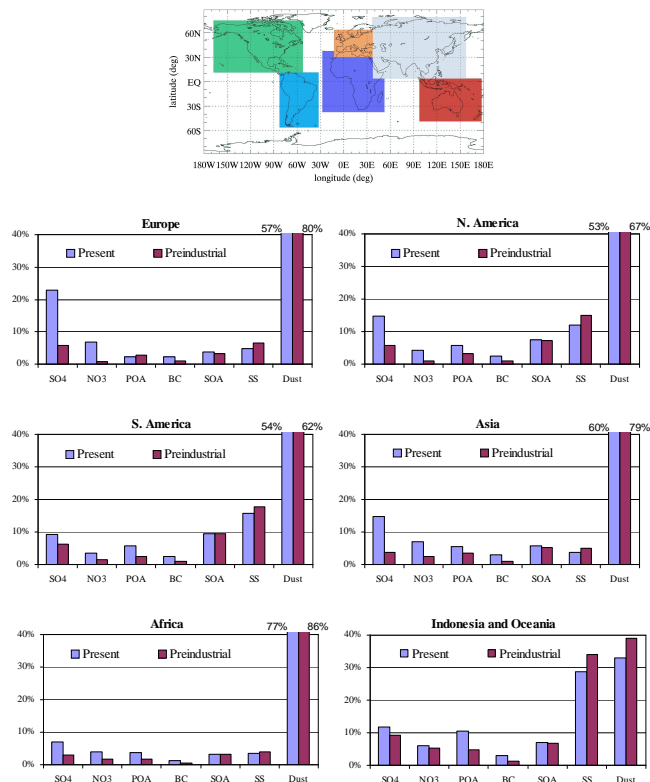 60N
30N
EQ
30S
60S
latitude (deg)
180W 150W 120W 90W 60W 30W 0E 30E 60E 90E 120E 150E 180E
longitude (deg)
Europe
57% 80%
40%
30%
20%
10%
0%
Present Preindustrial
SO4 NO3 POA BC SOA SS Dust
N. America
53% 67%
40%
30%
20%
10%
0%
Present Preindustrial
SO4 NO3 POA BC SOA SS Dust
S. America
54% 62%
40%
30%
20%
10%
0%
Present Preindustrial
SO4 NO3 POA BC SOA SS Dust
Asia
60% 79%
40%
30%
20%
10%
0%
Present Preindustrial
SO4 NO3 POA BC SOA SS Dust
Africa
77% 86%
40%
30%
20%
10%
0%
Present Preindustrial
SO4 NO3 POA BC SOA SS Dust
Indonesia and Oceania
40%
30%
20%
10%
0%
Present Preindustrial
SO4 NO3 POA BC SOA SS Dust